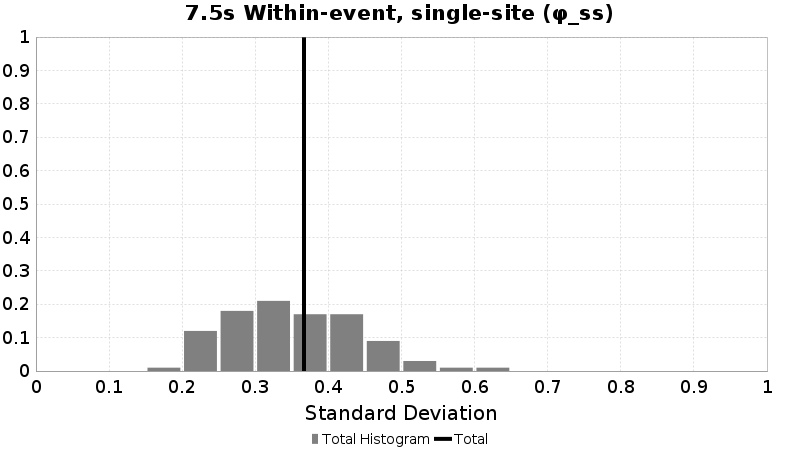 7.5s Within-event, single-site (φ_ss)
1
0.9
0.8
0.7
0.6
0.5
0.4
0.3
0.2
0.1
0
0 0.1 0.2 0.3 0.4 0.5 0.6 0.7 0.8 0.9 1
Standard Deviation
Total Histogram Total